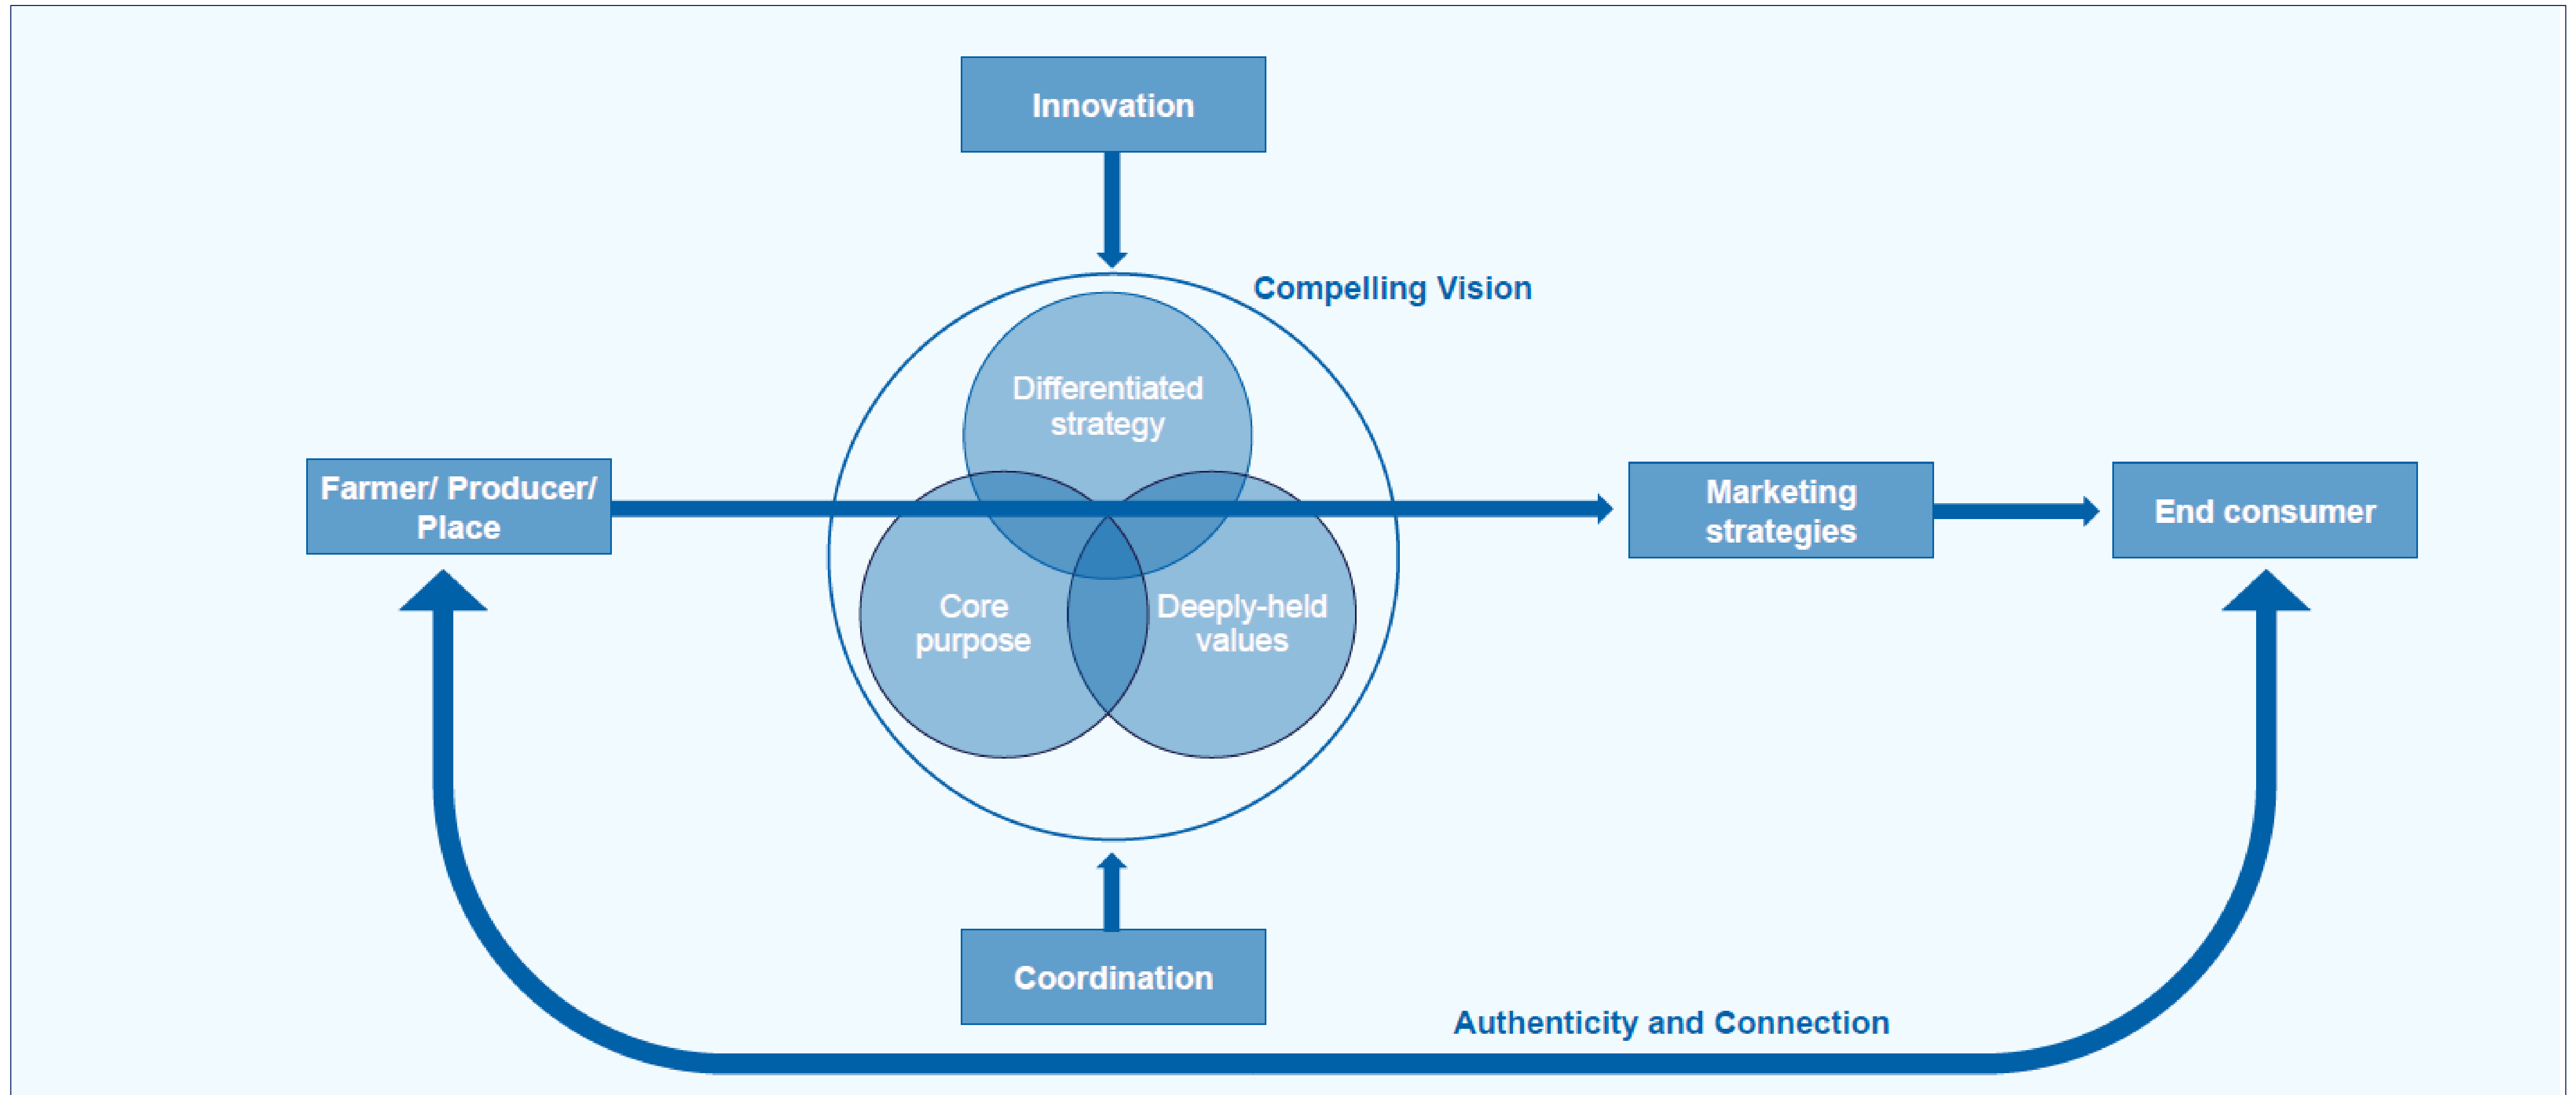 Innovation
Compelling Vision
Differentiated
strategy
Farmer/ Producer/
Place
Marketing
strategies
End consumer
Core
purpose
Deeply-held
values
Coordination
Authenticity and Connection